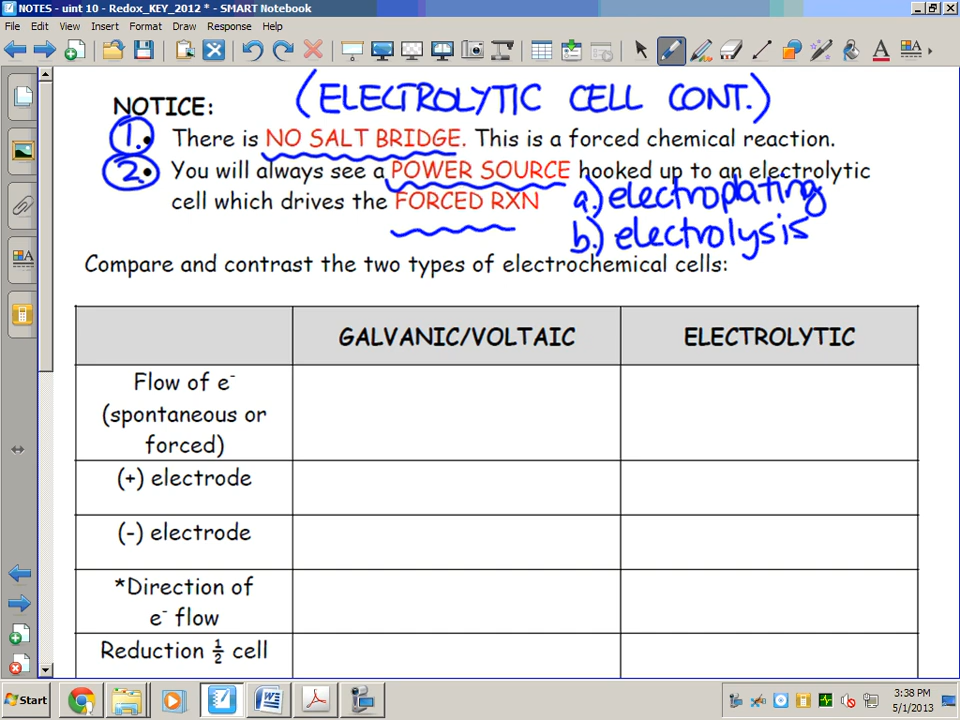 NOTES - uint 10 - Redox_KEY_2012 * - SMART Notebook
File Edit View Insert Format Draw Response Help
NOTICE: (ELECTROLYTIC CELL CONT.)
1. There is NO SALT BRIDGE. This is a forced chemical reaction.
2. You will always see a POWER SOURCE hooked up to an electrolytic
cell which drives the FORCED RXN
a.) electroplating
b.) electrolysis
Compare and contrast the two types of electrochemical cells:
GALVANIC/VOLTAIC ELECTROLYTIC
Flow of e⁻
(spontaneous or
forced)
(+) electrode
(-) electrode
*Direction of
e⁻ flow
Reduction ½ cell
Start
3:38 PM
5/1/2013